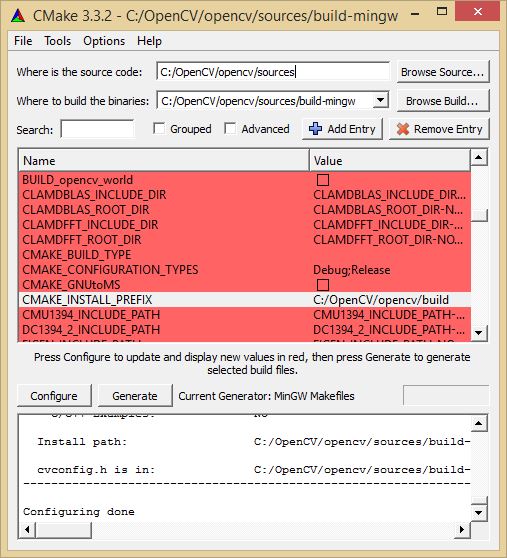 CMake 3.3.2 - C:/OpenCV/opencv/sources/build-mingw
File Tools Options Help
Where is the source code: C:/OpenCV/opencv/sources Browse Source...
Where to build the binaries: C:/OpenCV/opencv/sources/build-mingw Browse Build...
Search: Grouped Advanced Add Entry Remove Entry
Name Value
BUILD_opencv_world
CLAMDBLAS_INCLUDE_DIR CLAMDBLAS_INCLUDE_DIR...
CLAMDBLAS_ROOT_DIR CLAMDBLAS_ROOT_DIR-N...
CLAMDFFT_INCLUDE_DIR CLAMDFFT_INCLUDE_DIR-...
CLAMDFFT_ROOT_DIR CLAMDFFT_ROOT_DIR-NO...
CMAKE_BUILD_TYPE
CMAKE_CONFIGURATION_TYPES Debug;Release
CMAKE_GNUtoMS
CMAKE_INSTALL_PREFIX C:/OpenCV/opencv/build
CMU1394_INCLUDE_PATH CMU1394_INCLUDE_PATH-...
DC1394_2_INCLUDE_PATH DC1394_2_INCLUDE_PATH-...
Press Configure to update and display new values in red, then press Generate to generate
selected build files.
Configure Generate Current Generator: MinGW Makefiles
C/C++ Examples: NO
Install path: C:/OpenCV/opencv/sources/build-
cvconfig.h is in: C:/OpenCV/opencv/sources/build-
Configuring done